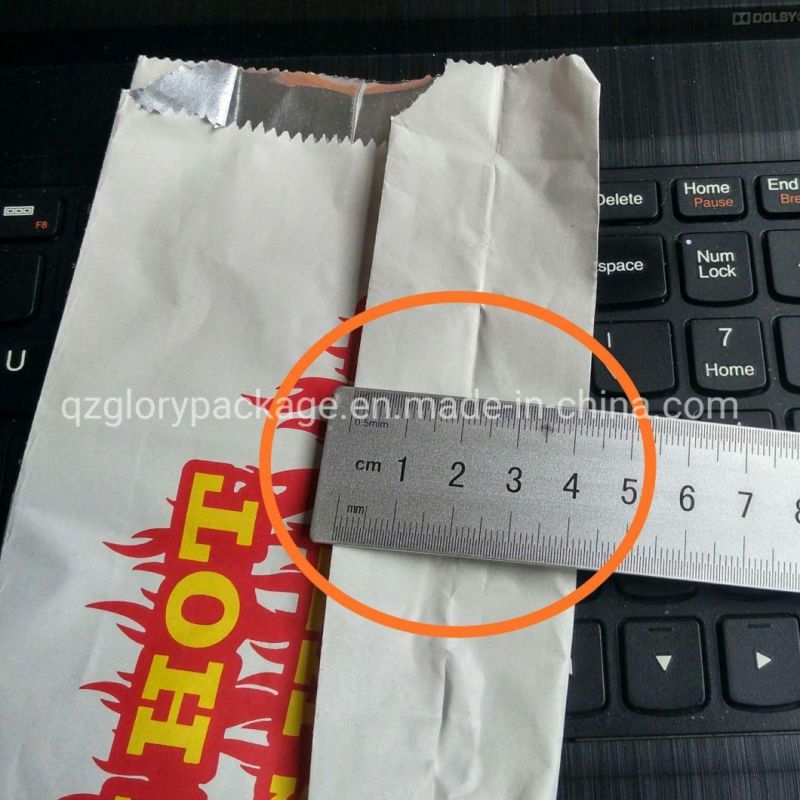 DOLBY
Delete
Home
Pause
End
F8
space
Num
Lock
U
7
Home
qzglorypackage.en.made-in-china.com
0.5mm
cm 1 2 3 4 5 6 7 8
mm
HOT